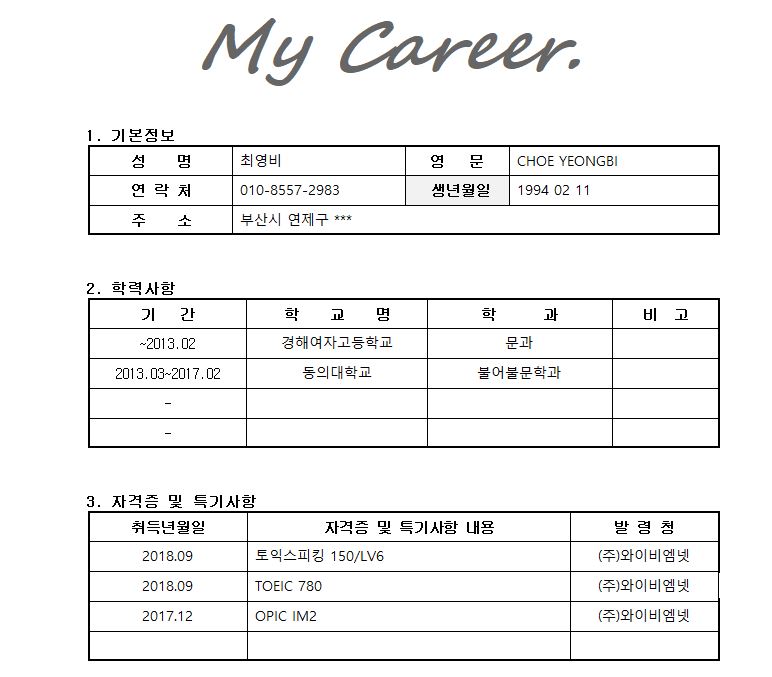 My Career.
1. 기본정보
성 명 최영비 영 문 CHOE YEONGBI
연 락 처 010-8557-2983 생년월일 1994 02 11
주 소 부산시 연제구 ***
2. 학력사항
기 간 학 교 명 학 과 비 고
~2013.02 경해여자고등학교 문과
2013.03~2017.02 동의대학교 불어불문학과
-
-
3. 자격증 및 특기사항
취득년월일 자격증 및 특기사항 내용 발 령 청
2018.09 토익스피킹 150/LV6 (주)와이비엠넷
2018.09 TOEIC 780 (주)와이비엠넷
2017.12 OPIC IM2 (주)와이비엠넷